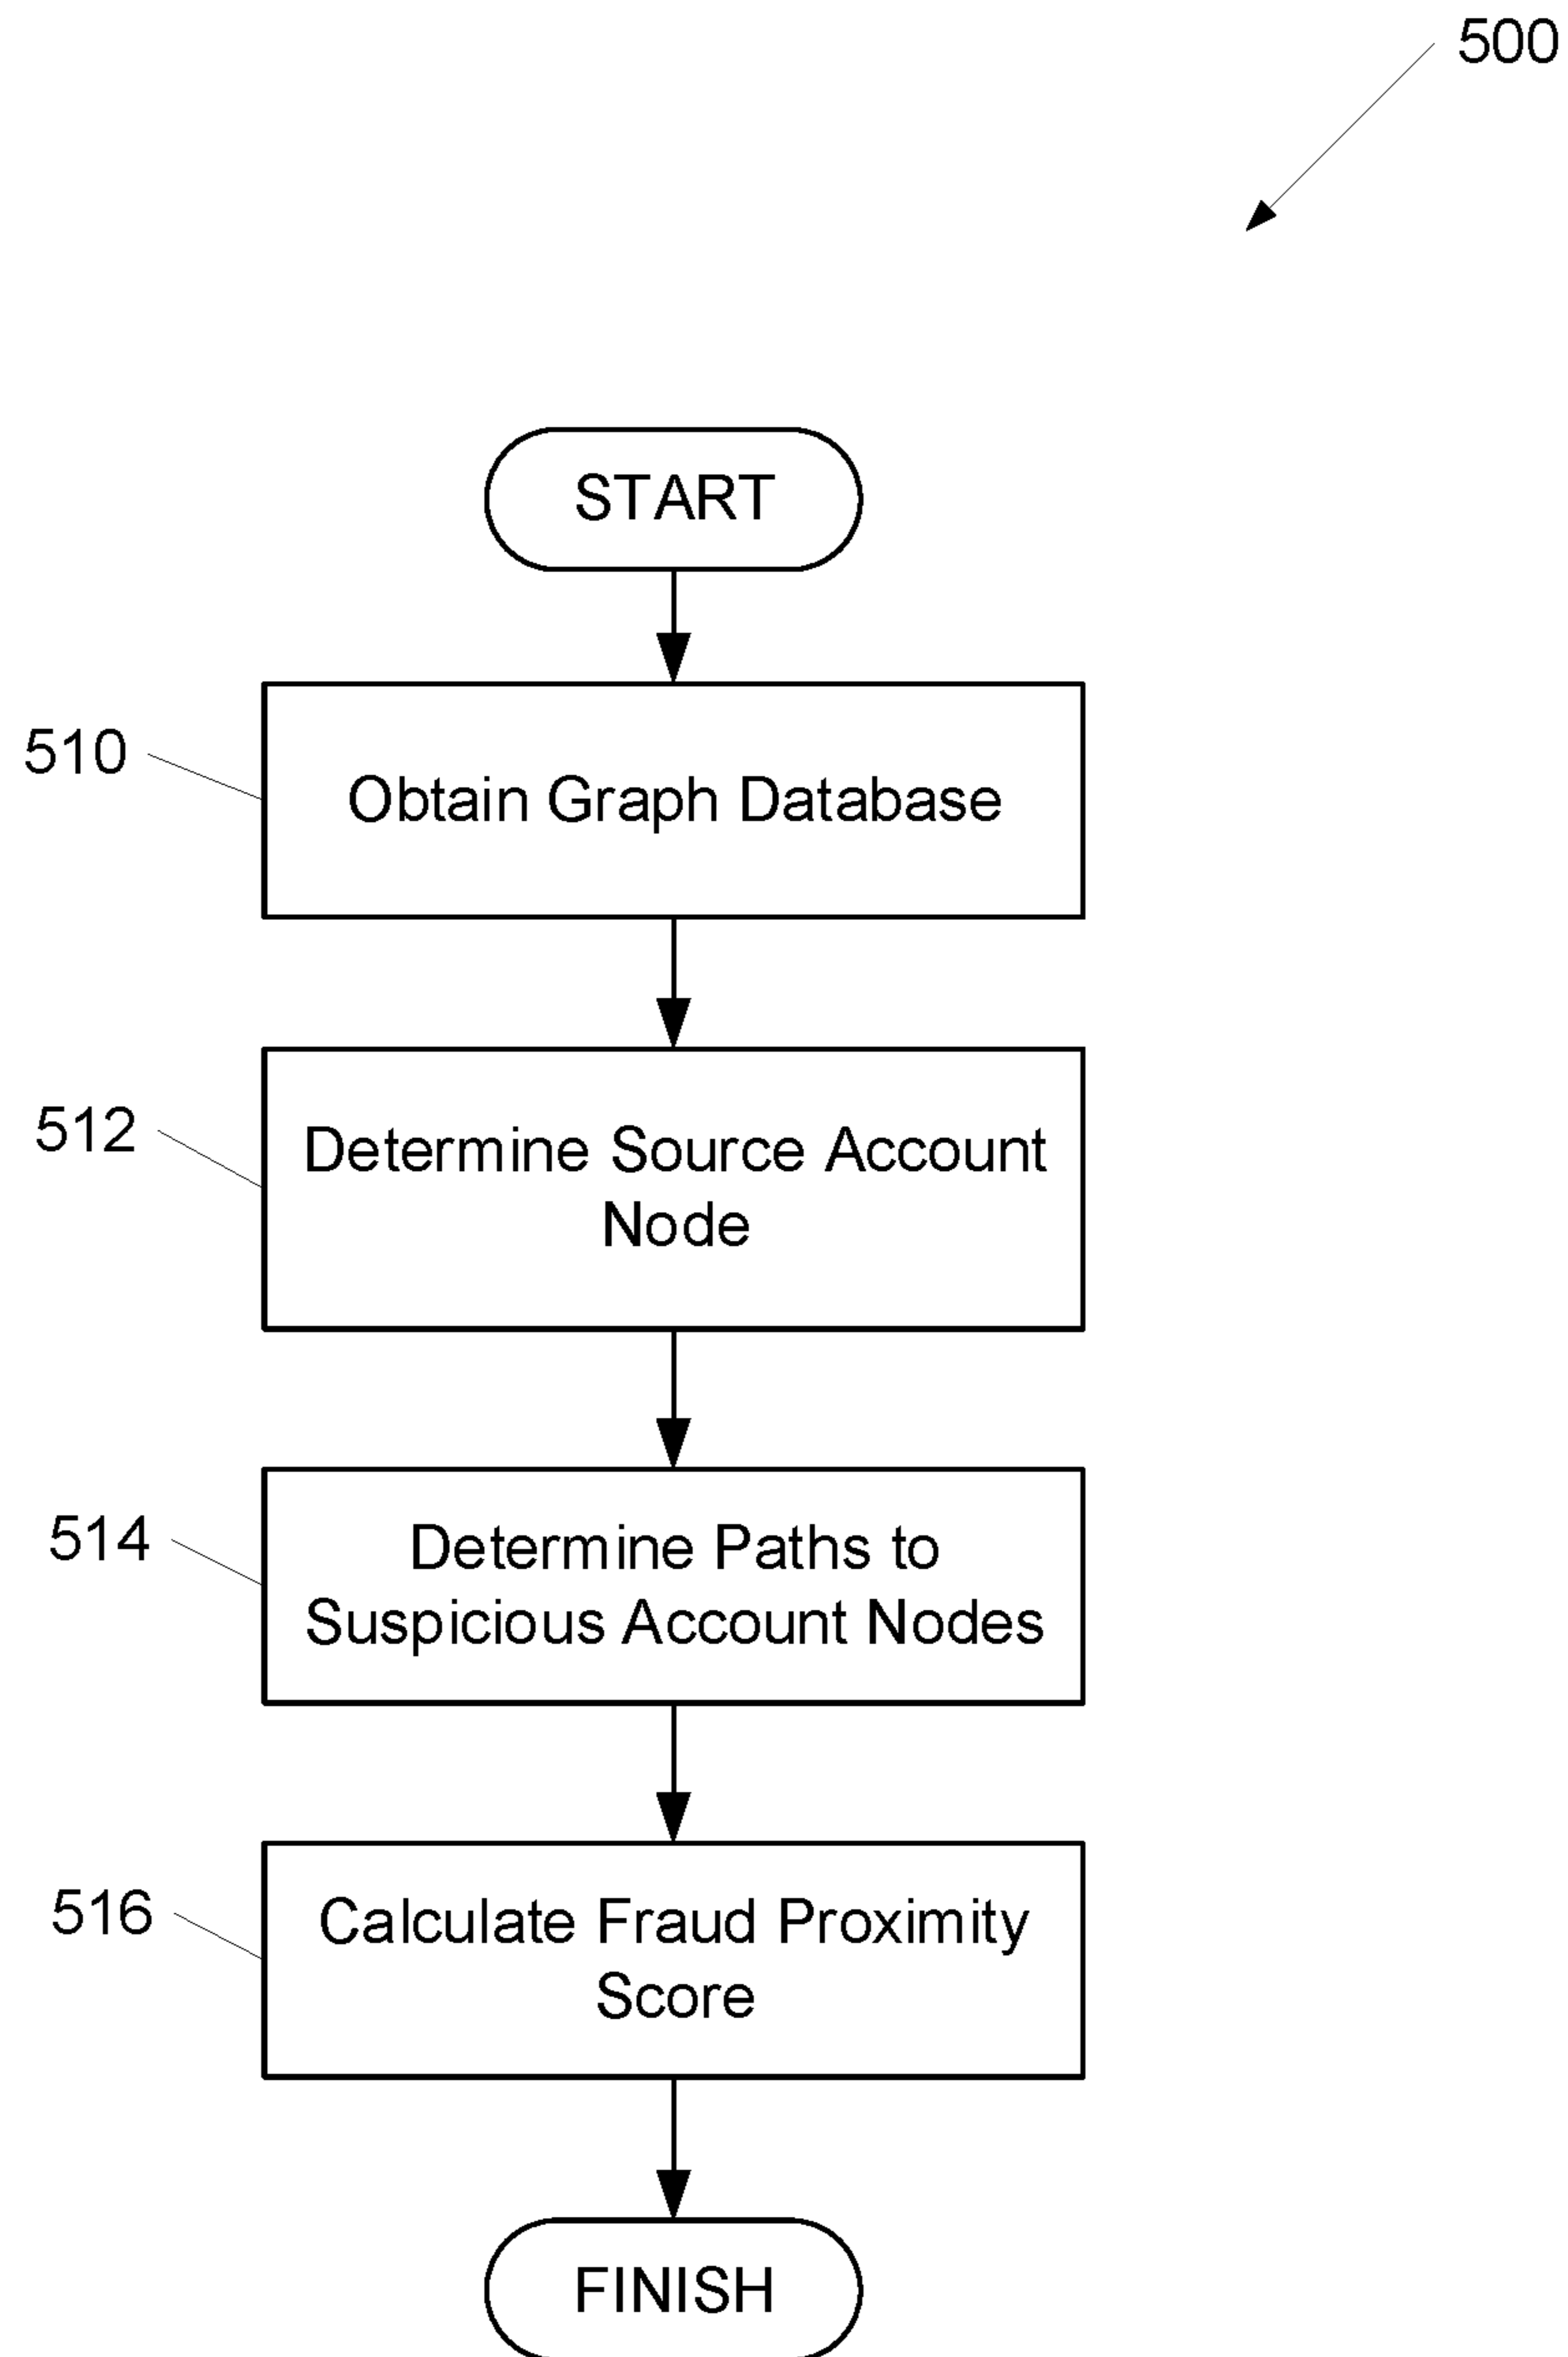 500
START
510
Obtain Graph Database
512
Determine Source Account
Node
514
Determine Paths to
Suspicious Account Nodes
516
Calculate Fraud Proximity
Score
FINISH